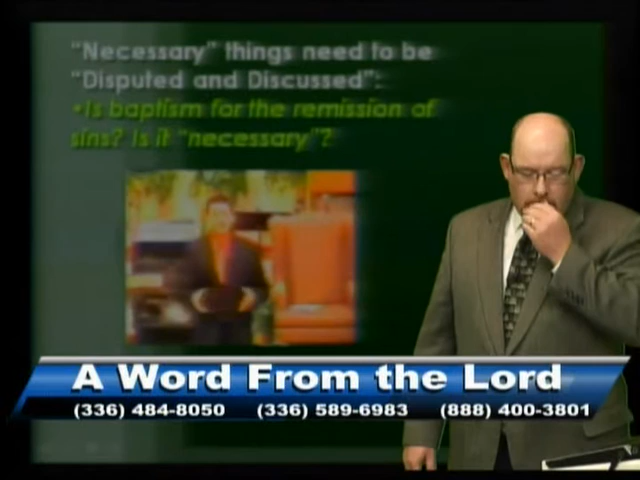 "Necessary" things need to be
"Disputed and Discussed":
•Is baptism for the remission of
sins? Is it "necessary"?
A Word From the Lord
(336) 484-8050 (336) 589-6983 (888) 400-3801